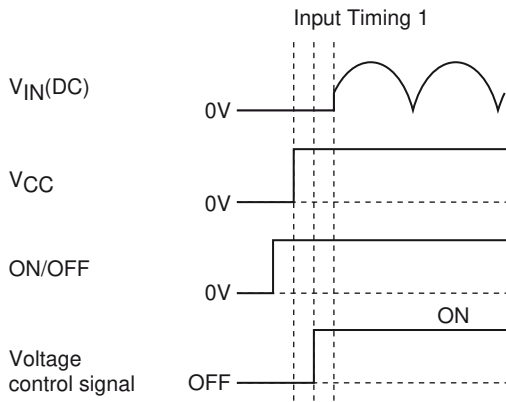 Input Timing 1
VIN(DC)
0V
VCC
0V
ON/OFF
0V
ON
Voltage
control signal
OFF